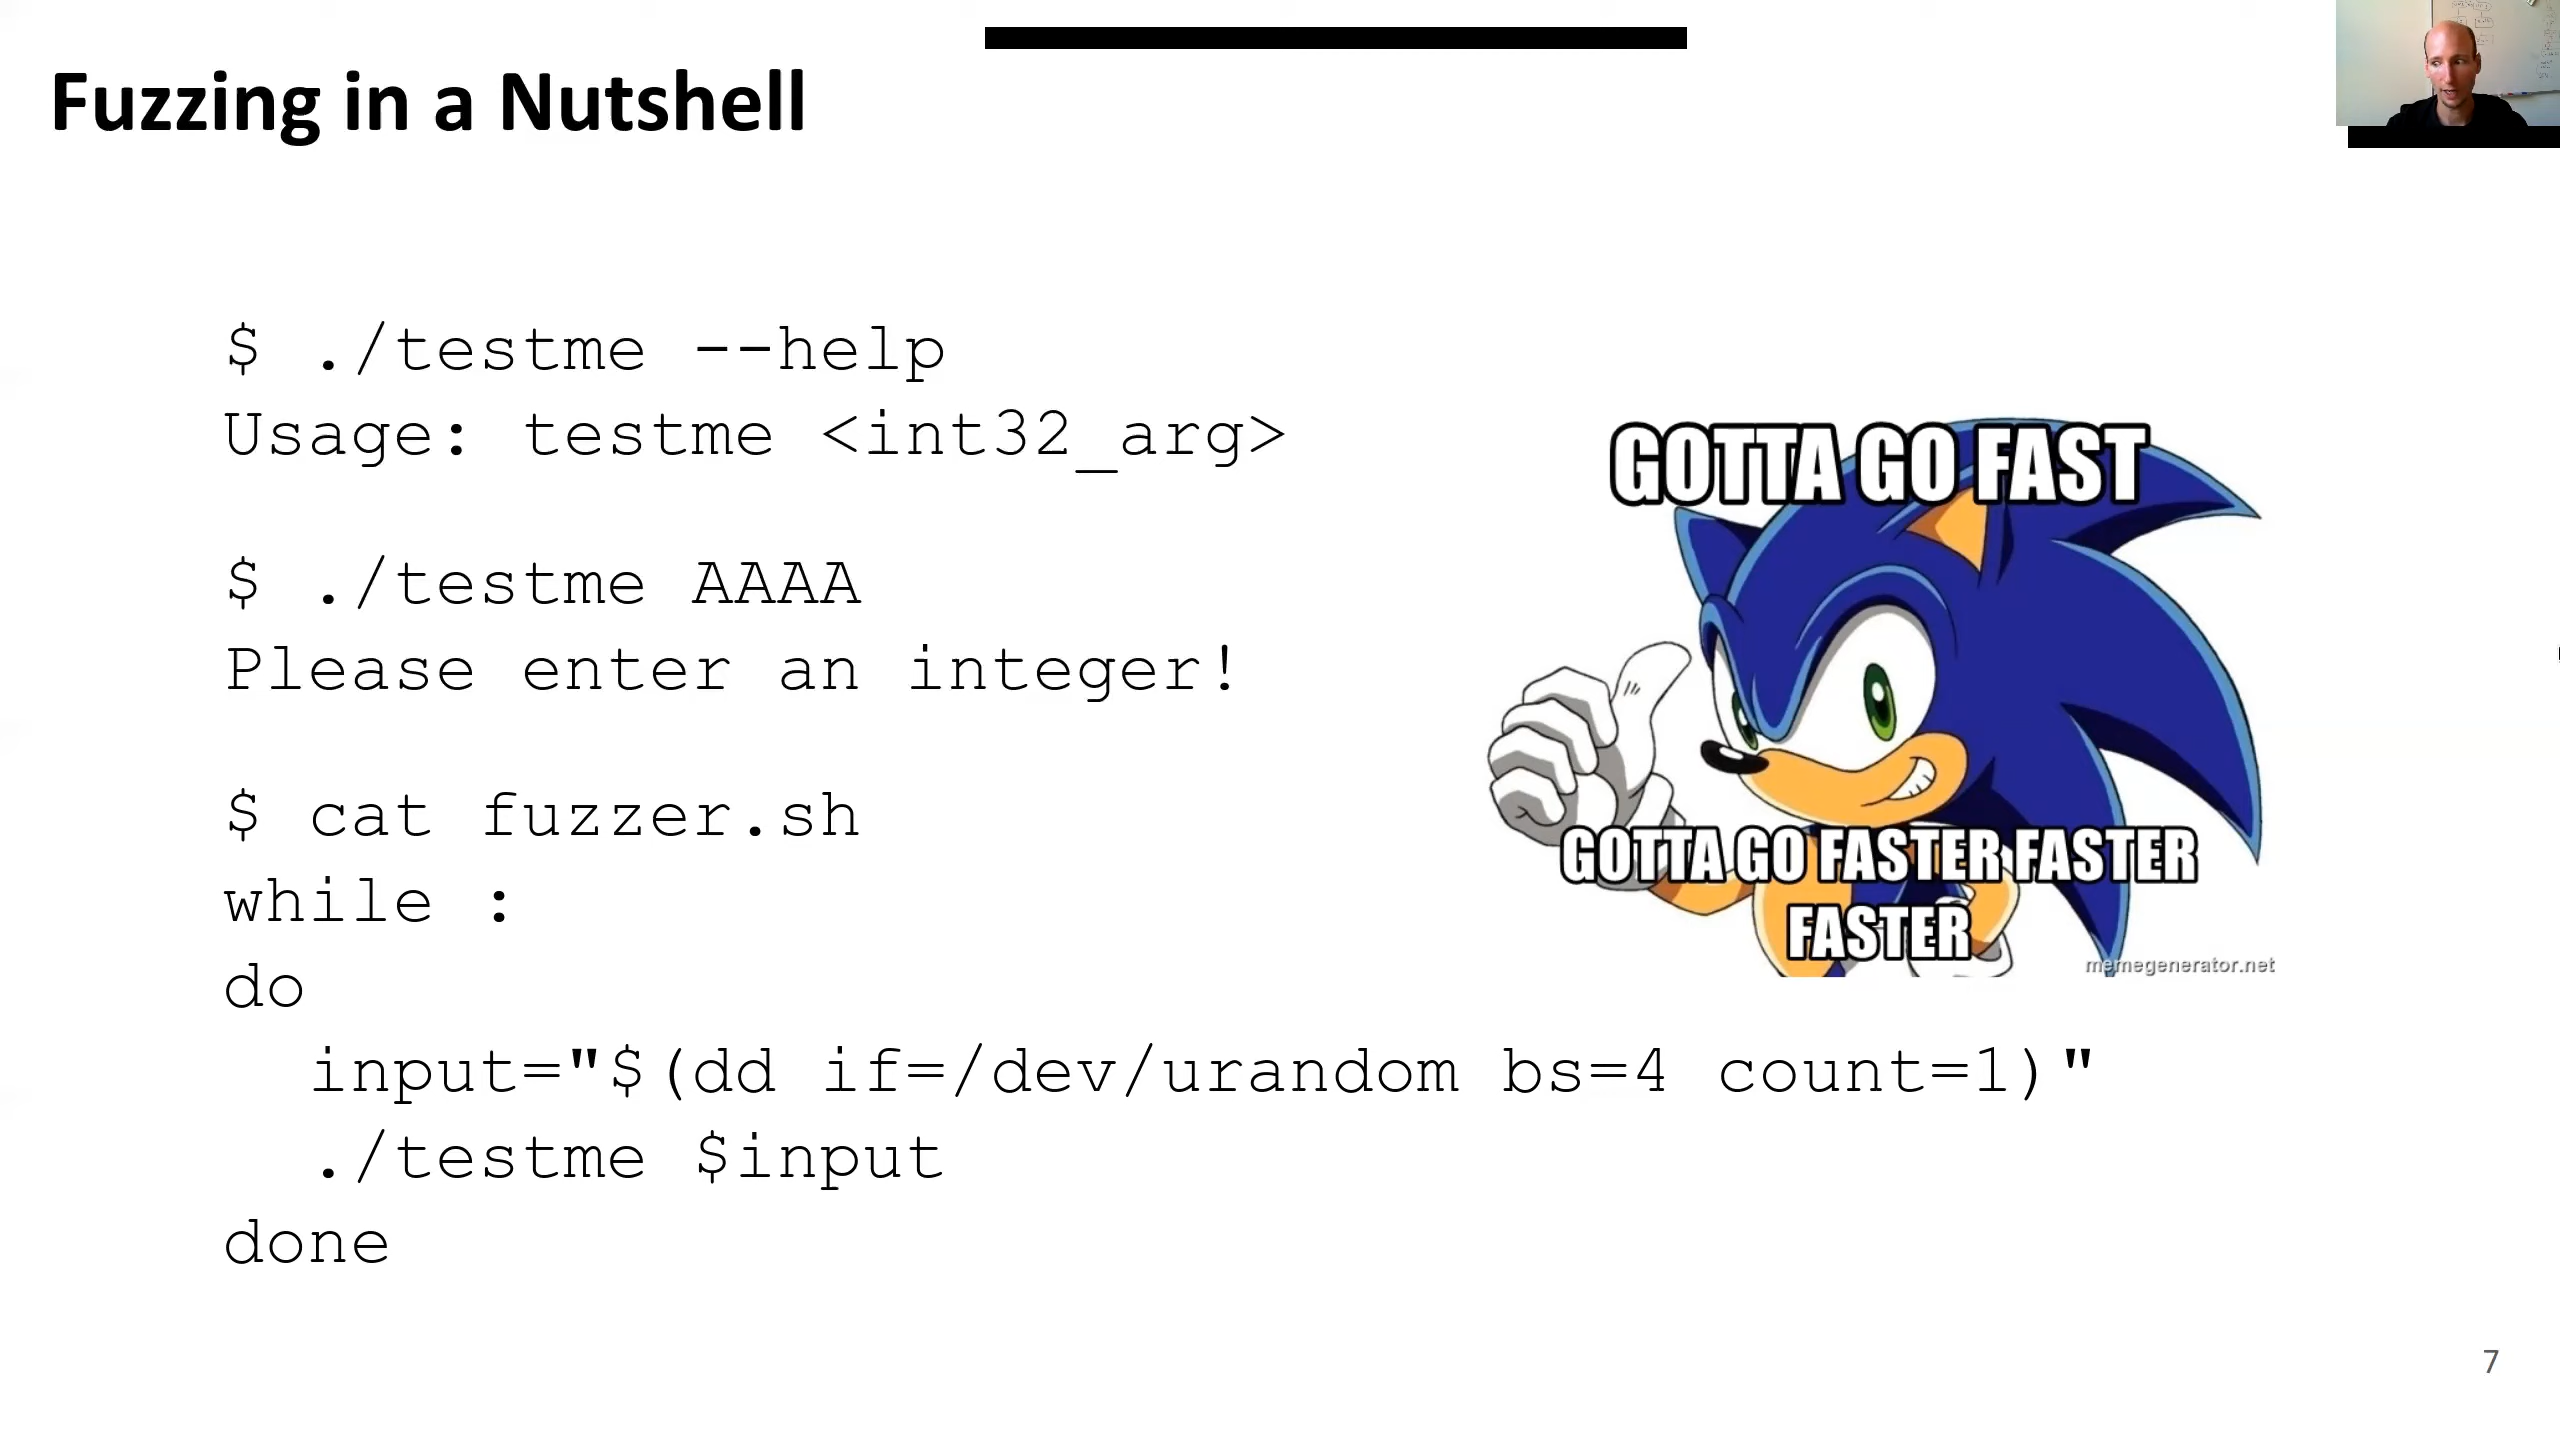 Fuzzing in a Nutshell
$ ./testme --help
Usage: testme <int32_arg>
$ ./testme AAAA
Please enter an integer!
$ cat fuzzer.sh
while :
do
input="$(dd if=/dev/urandom bs=4 count=1)"
./testme $input
done
GOTTA GO FAST
GOTTA GO FASTER FASTER
FASTER
memegenerator.net
7